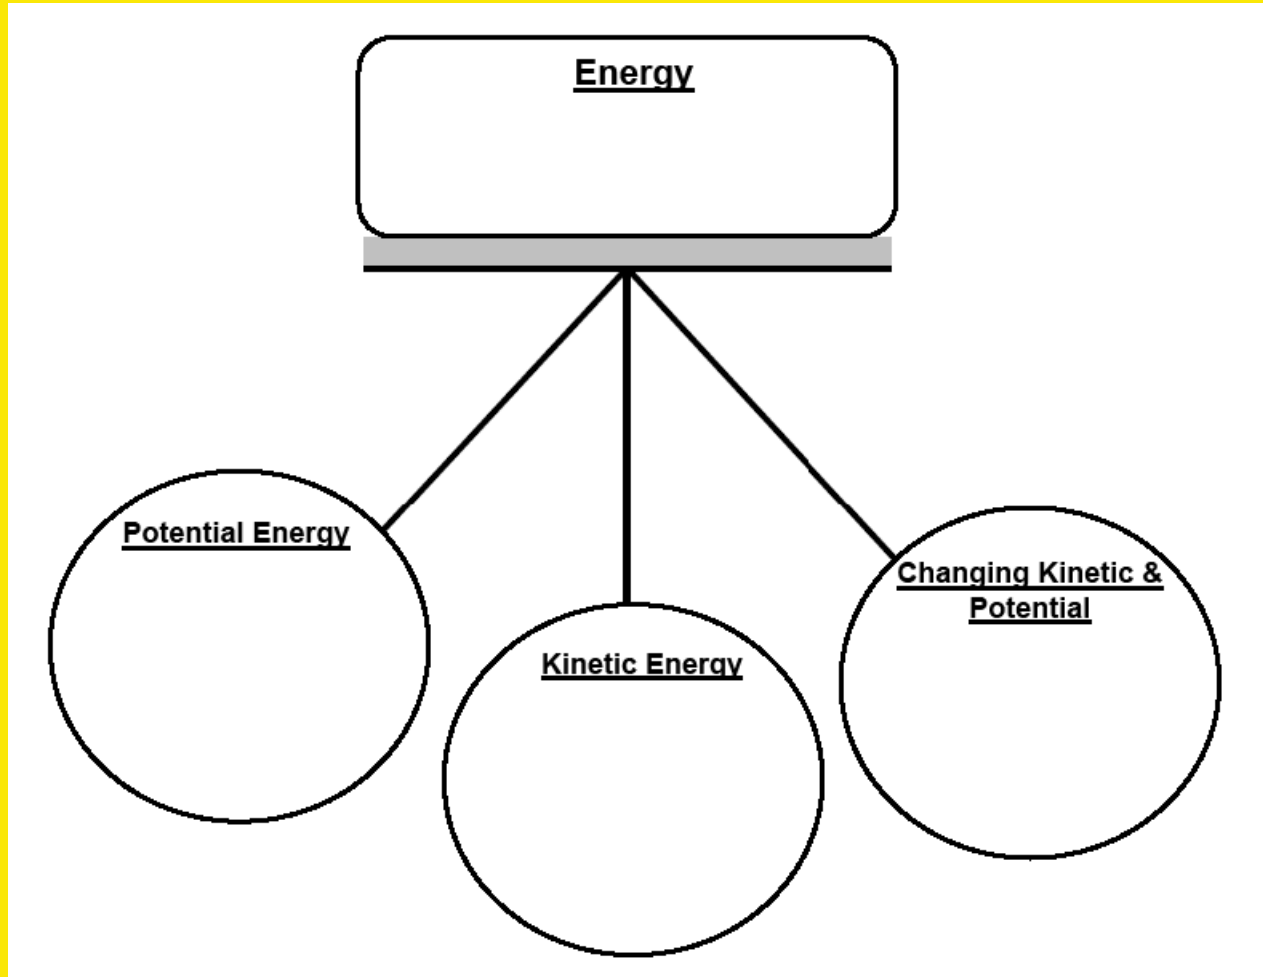 Energy
Potential Energy
Changing Kinetic &
Potential
Kinetic Energy